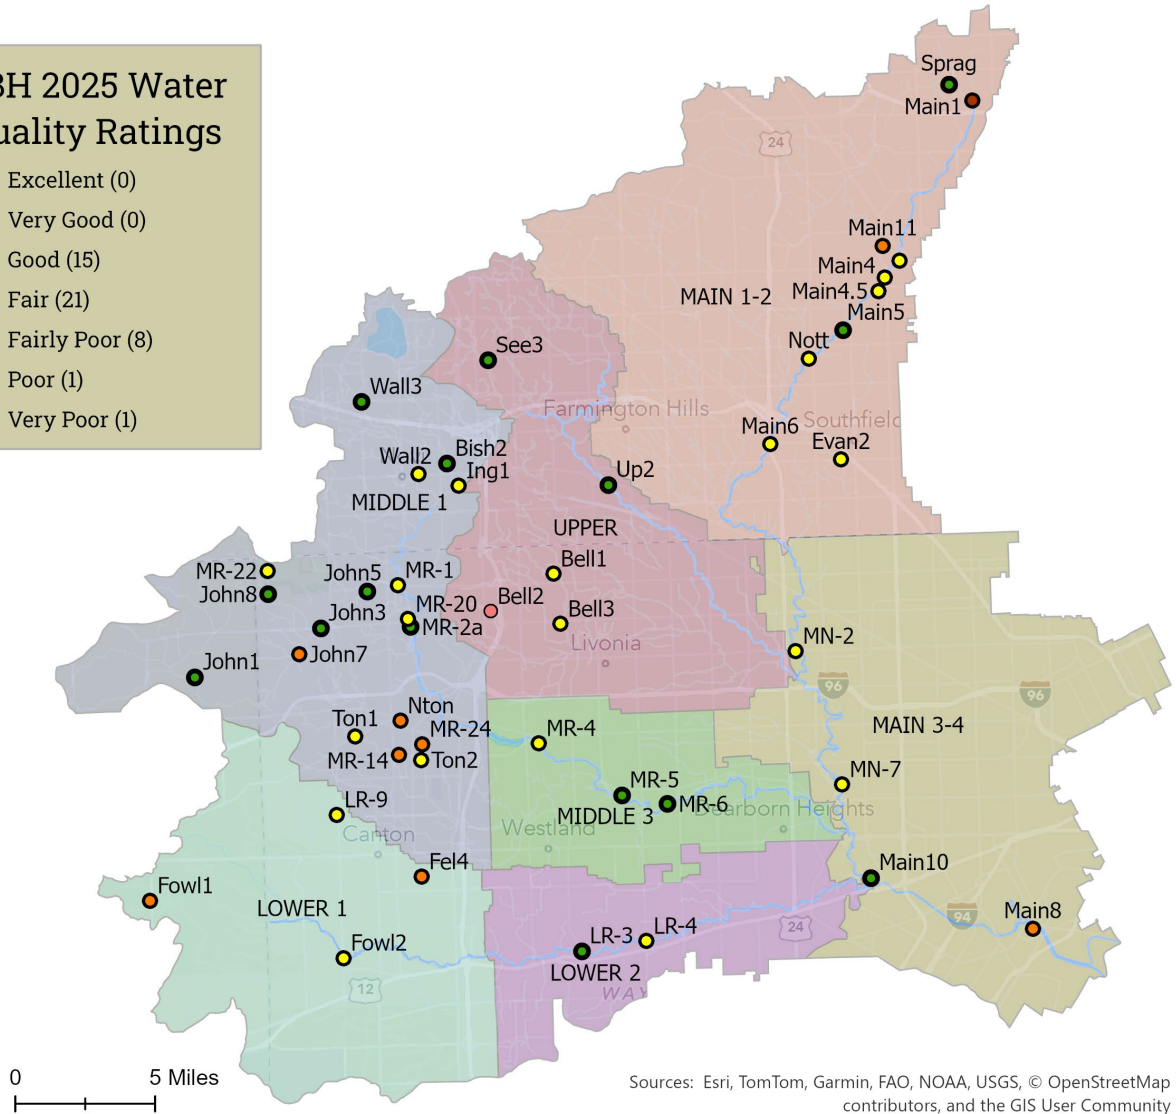 BH 2025 Water
uality Ratings
Excellent (0)
Very Good (0)
Good (15)
Fair (21)
Fairly Poor (8)
Poor (1)
Very Poor (1)
Sprag
Main1
24
Main11
Main4
MAIN 1-2
Main4.5
Main5
Nott
See3
Wall3
Farmington Hills
Southfield
Main6
Evan2
Wall2
Bish2
Ing1
Up2
MIDDLE 1
UPPER
Bell1
MR-22
John5
MR-1
John8
Bell2
MR-20
John3
Bell3
MR-2a
MN-2
Livonia
John7
John1
96
96
Nton
Ton1
MR-24
MR-4
MAIN 3-4
MR-14
Ton2
MN-7
MR-5
LR-9
MR-6
Dearborn Heights
MIDDLE 3
Canton
Westland
Fel4
Main10
Fowl1
LOWER 1
Main8
94
24
LR-4
LR-3
Fowl2
LOWER 2
12
WAY
0 5 Miles
Sources: Esri, TomTom, Garmin, FAO, NOAA, USGS, © OpenStreetMap
contributors, and the GIS User Community